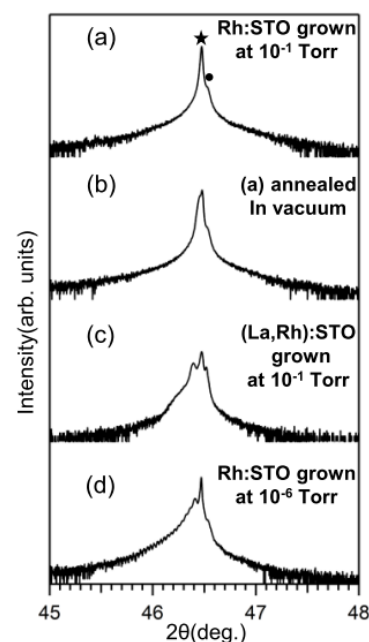 (a)
Rh:STO grown
at 10⁻¹ Torr
(b)
(a) annealed
In vacuum
(c)
(La,Rh):STO
grown
at 10⁻¹ Torr
(d)
Rh:STO grown
at 10⁻⁶ Torr
Intensity(arb. units)
45 46 47 48
2θ(deg.)